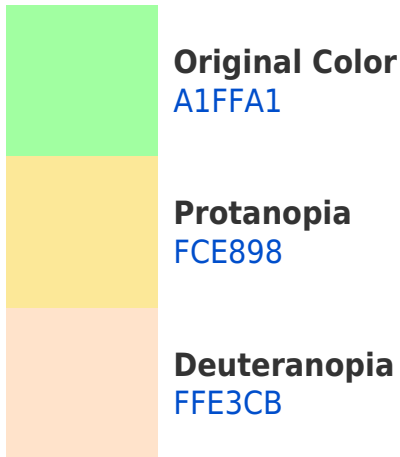 Original Color
A1FFA1
Protanopia
FCE898
Deuteranopia
FFE3CB